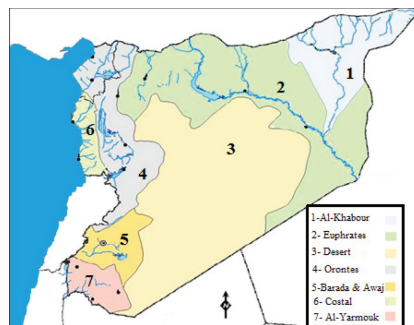 1
2
3
4
5
6
7
N
1-Al-Khabour
2- Euphrates
3- Desert
4- Orontes
5-Barada & Awaj
6- Costal
7- Al-Yarmouk